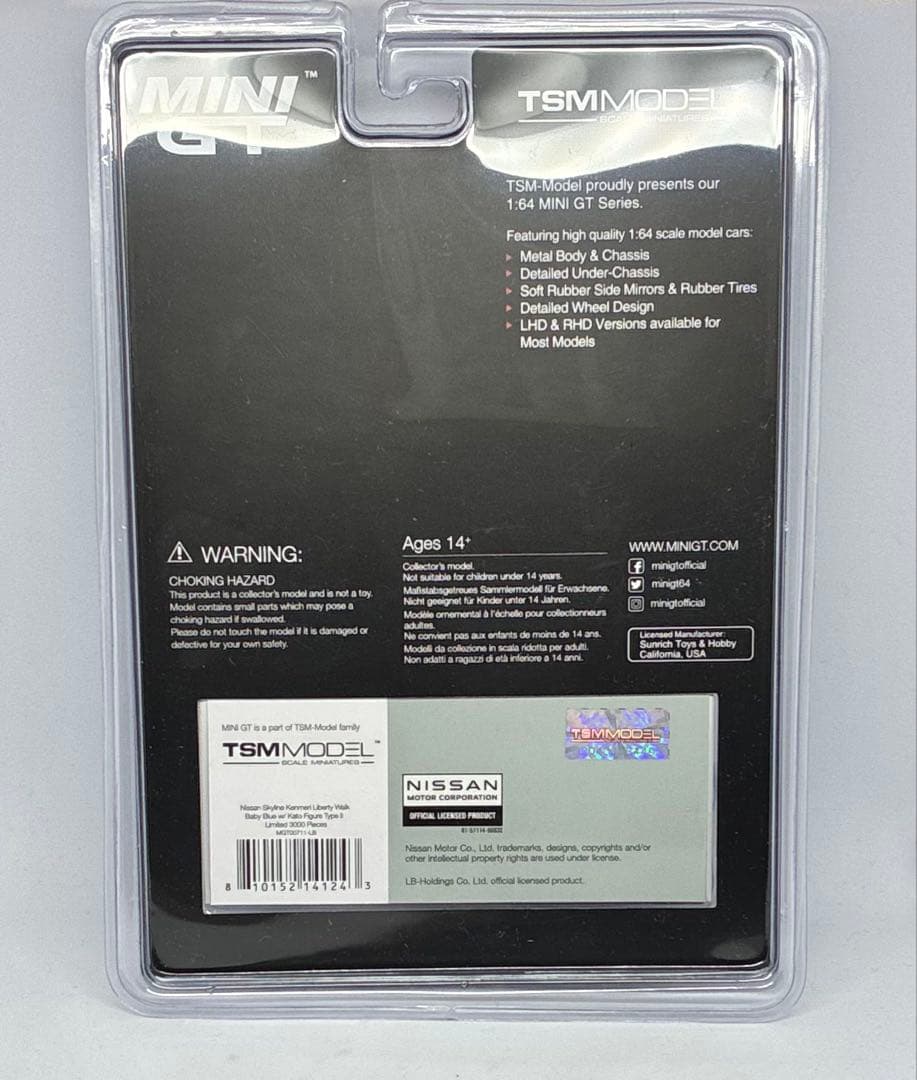 MINI™
GT
TSMMODEL
SCALE MINIATURES
TSM-Model proudly presents our
1:64 MINI GT Series.
Featuring high quality 1:64 scale model cars:
Metal Body & Chassis
Detailed Under-Chassis
Soft Rubber Side Mirrors & Rubber Tires
Detailed Wheel Design
LHD & RHD Versions available for
Most Models
WARNING:
CHOKING HAZARD
This product is a collector's model and is not a toy.
Model contains small parts which may pose a
choking hazard if swallowed.
Please do not touch the model if it is damaged or
defective for your own safety.
Ages 14+
Collector's model.
Not suitable for children under 14 years.
Maßstabsgetreues Sammlermodell für Erwachsene.
Nicht geeignet für Kinder unter 14 Jahren.
Modèle ornemental à l'échelle pour collectionneurs
adultes.
Ne convient pas aux enfants de moins de 14 ans.
Modelli da collezione in scala ridotta per adulti.
Non adatti a ragazzi di età inferiore a 14 anni.
WWW.MINIGT.COM
minigtofficial
minigt64
minigtofficial
Licensed Manufacturer:
Sunrich Toys & Hobby
California, USA
MINI GT is a part of TSM-Model family
TSMMODEL™
SCALE MINIATURES
Nissan Skyline Kenmeri Liberty Walk
Baby Blue w/ Kato Figure Type II
Limited 3000 Pieces
MGT00711-LB
8 10152 14124 3
TSMMODEL
NISSAN
MOTOR CORPORATION
OFFICIAL LICENSED PRODUCT
Nissan Motor Co., Ltd. trademarks, designs, copyrights and/or
other intellectual property rights are used under license.
LB-Holdings Co. Ltd. official licensed product.